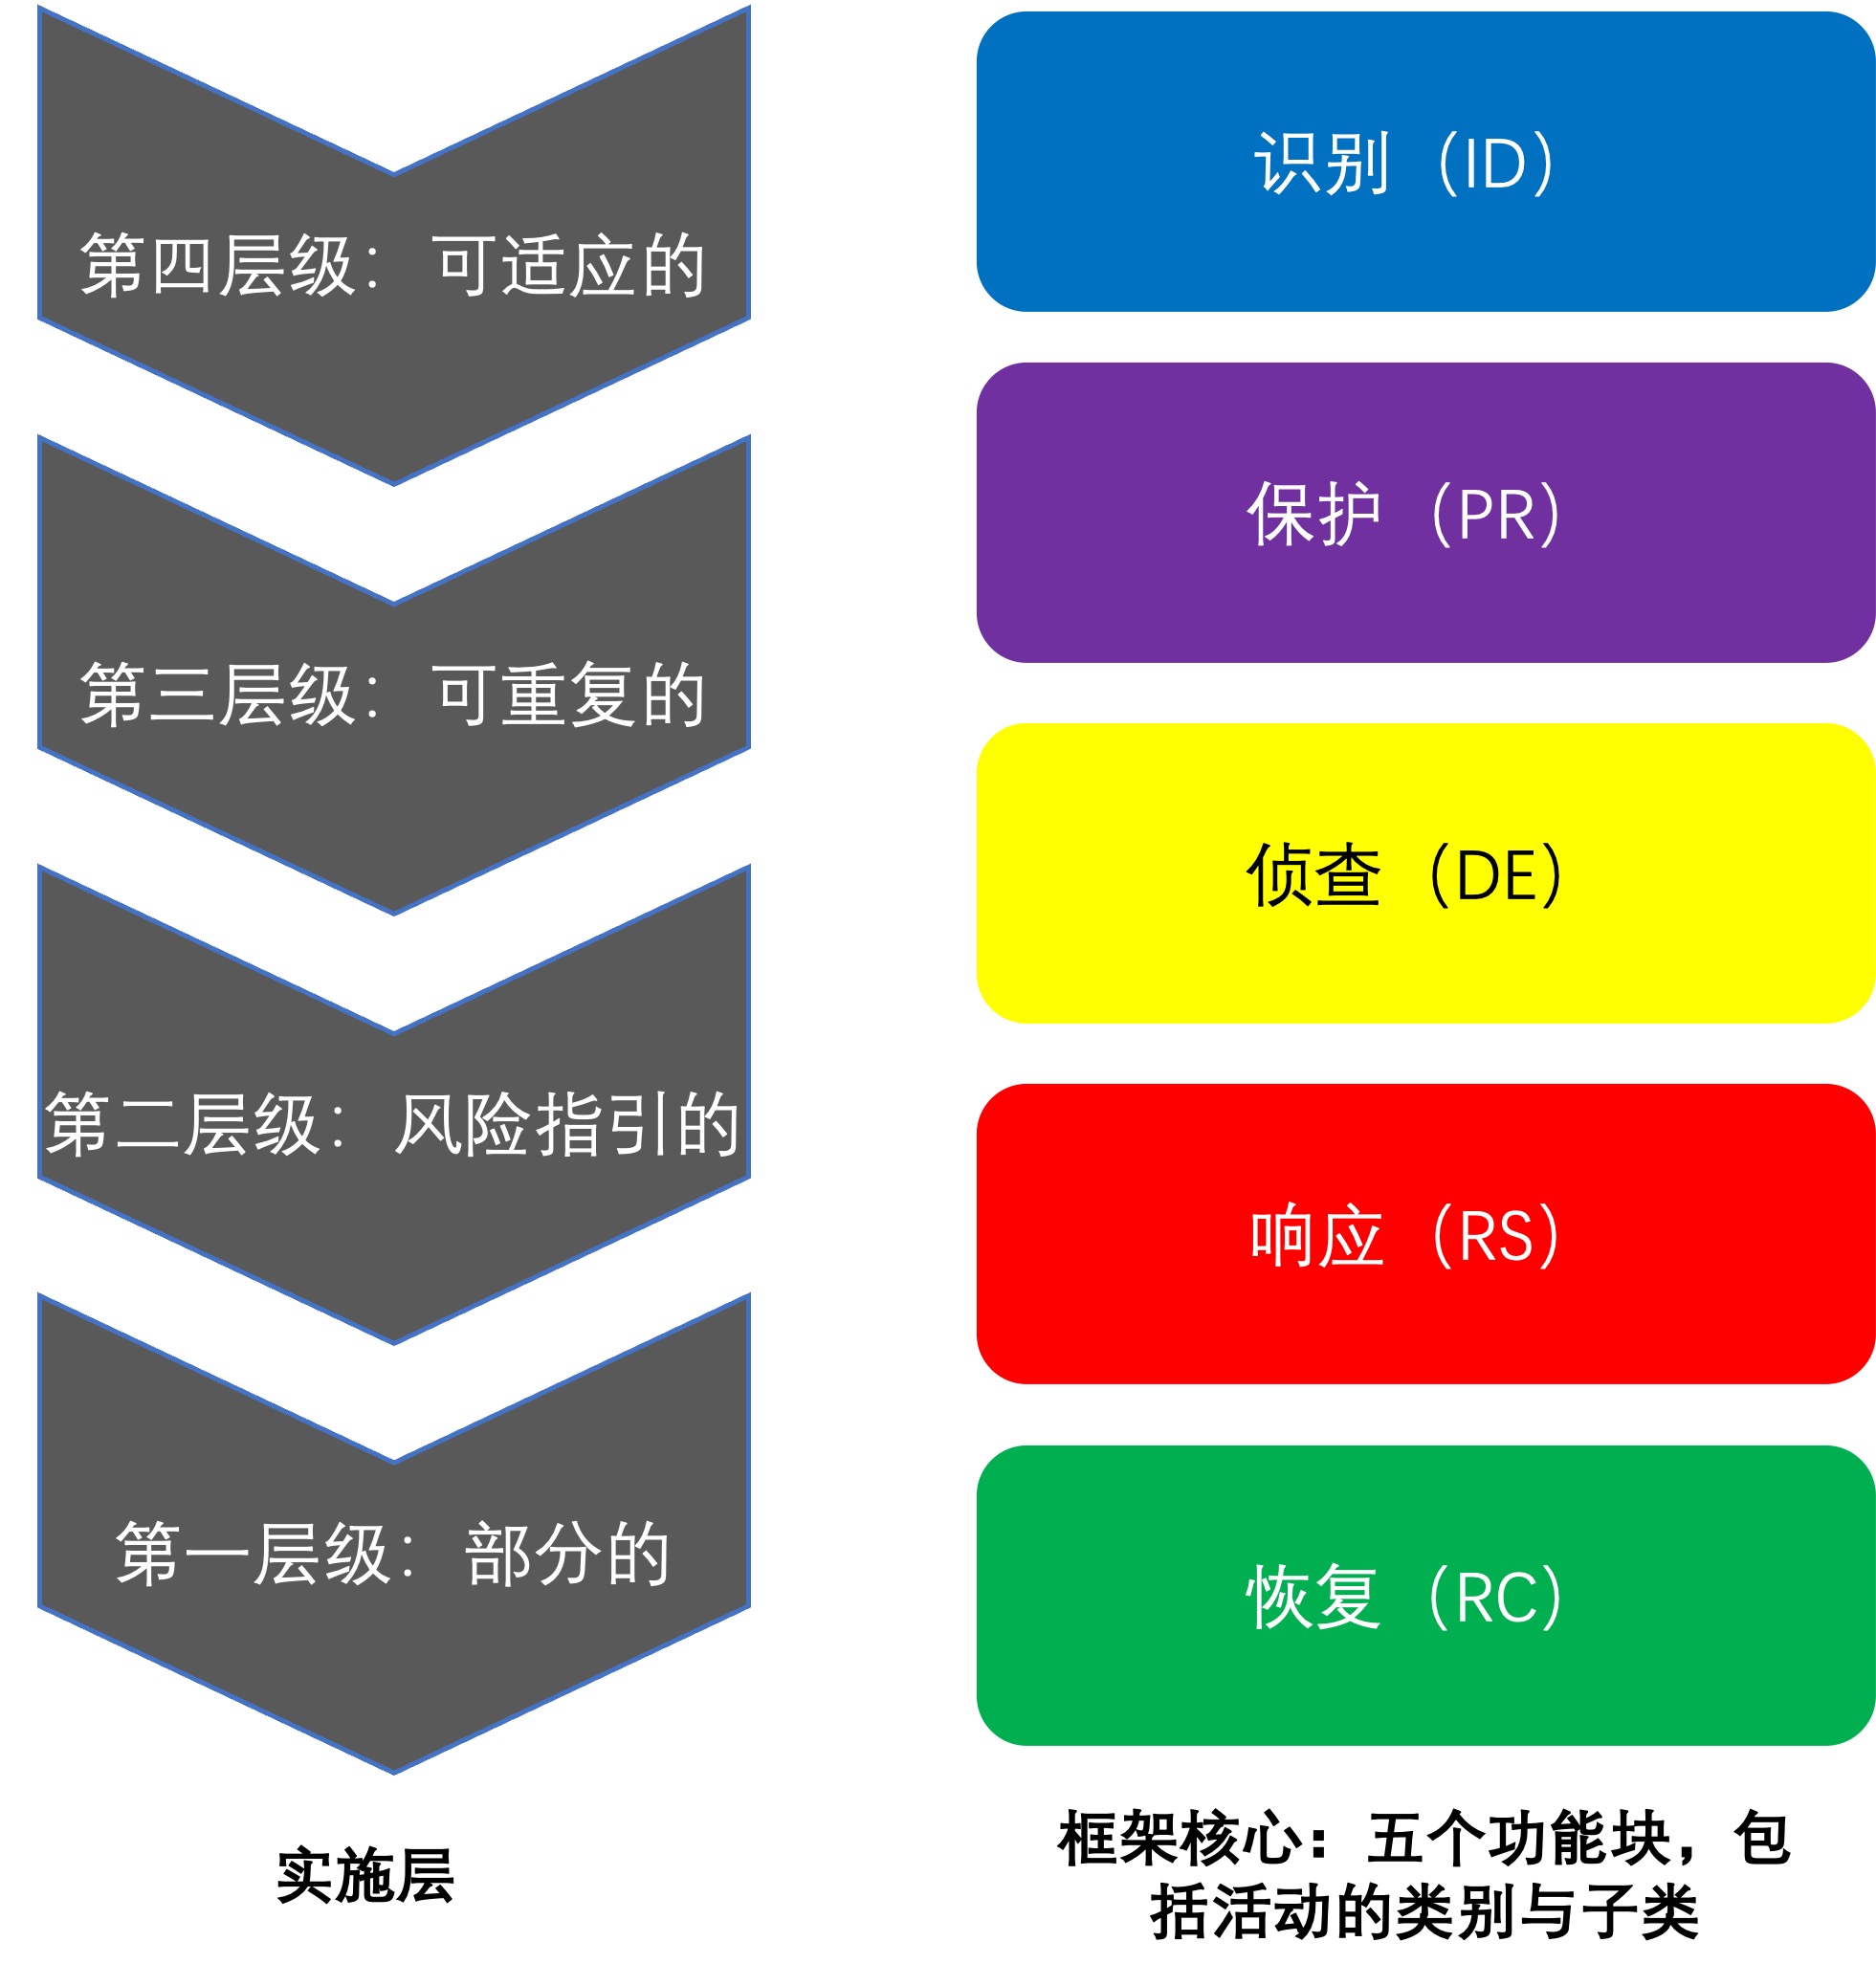 第四层级： 可适应的
第三层级： 可重复的
第二层级： 风险指引的
第一层级： 部分的
实施层
识别（ID）
保护（PR）
侦查（DE）
响应（RS）
恢复（RC）
框架核心：五个功能块，包
括活动的类别与子类